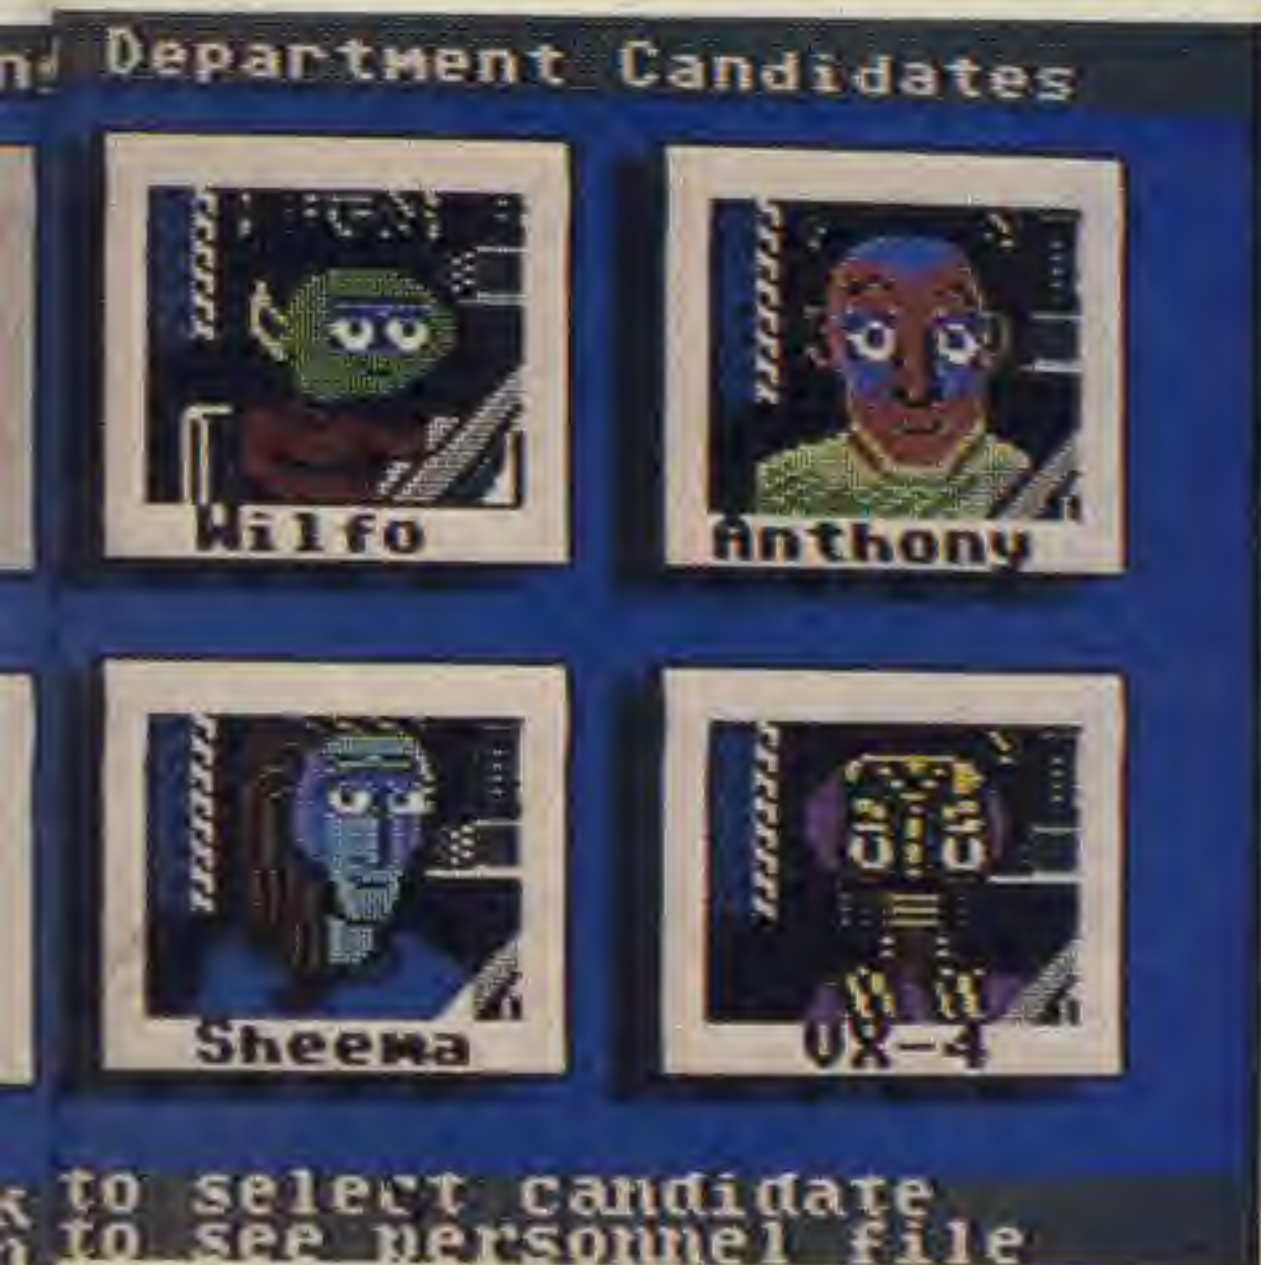 Department Candidates
Wilfo
Anthony
Sheema
VX-4
to select candidate
to see personnel file